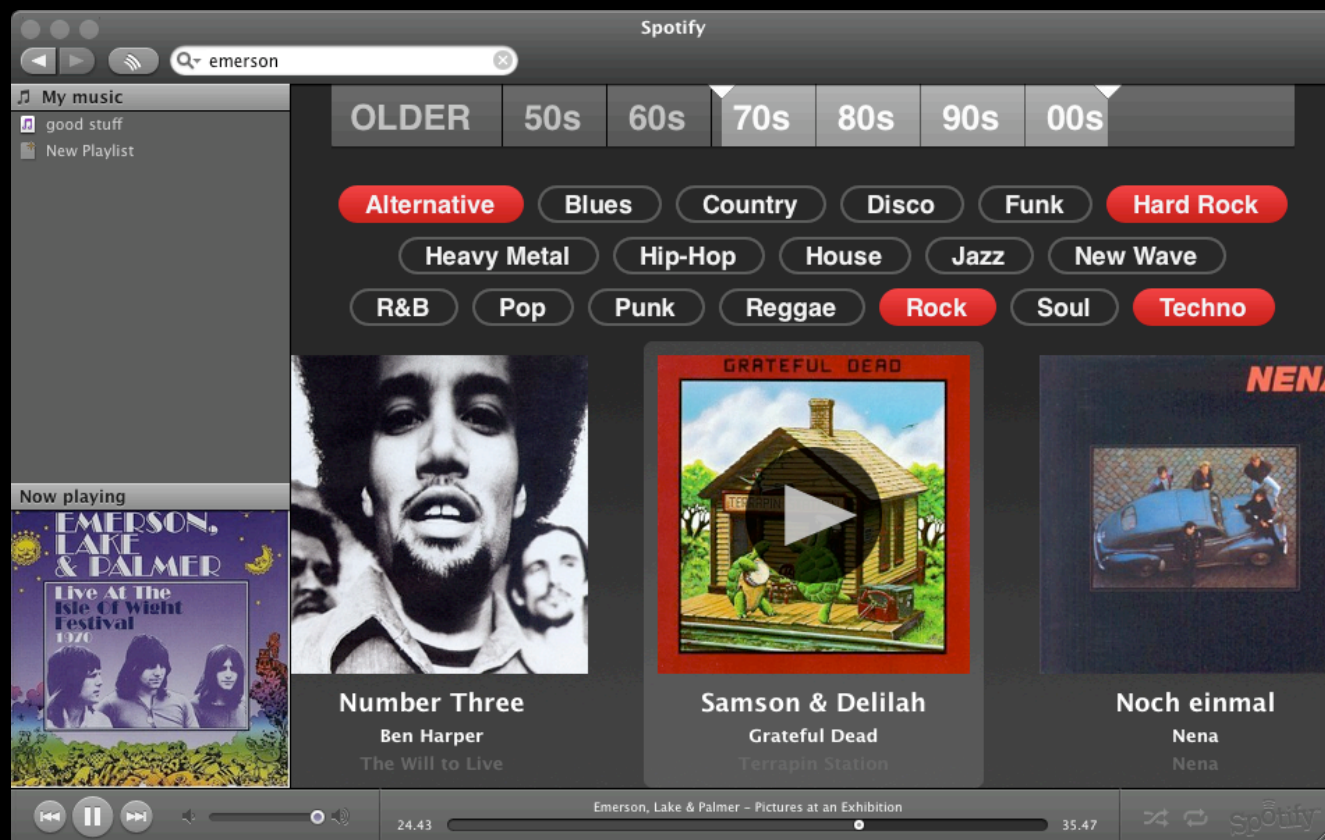 Spotify
emerson
My music
good stuff
New Playlist
OLDER 50s 60s 70s 80s 90s 00s
Alternative Blues Country Disco Funk Hard Rock
Heavy Metal Hip-Hop House Jazz New Wave
R&B Pop Punk Reggae Rock Soul Techno
GRATEFUL DEAD
TERRAPIN
NENA
Number Three
Ben Harper
The Will to Live
Samson & Delilah
Grateful Dead
Terrapin Station
Noch einmal
Nena
Nena
Now playing
EMERSON,
LAKE
& PALMER
Live At The
Isle Of Wight
Festival
1970
Emerson, Lake & Palmer – Pictures at an Exhibition
24.43
35.47
Spotify